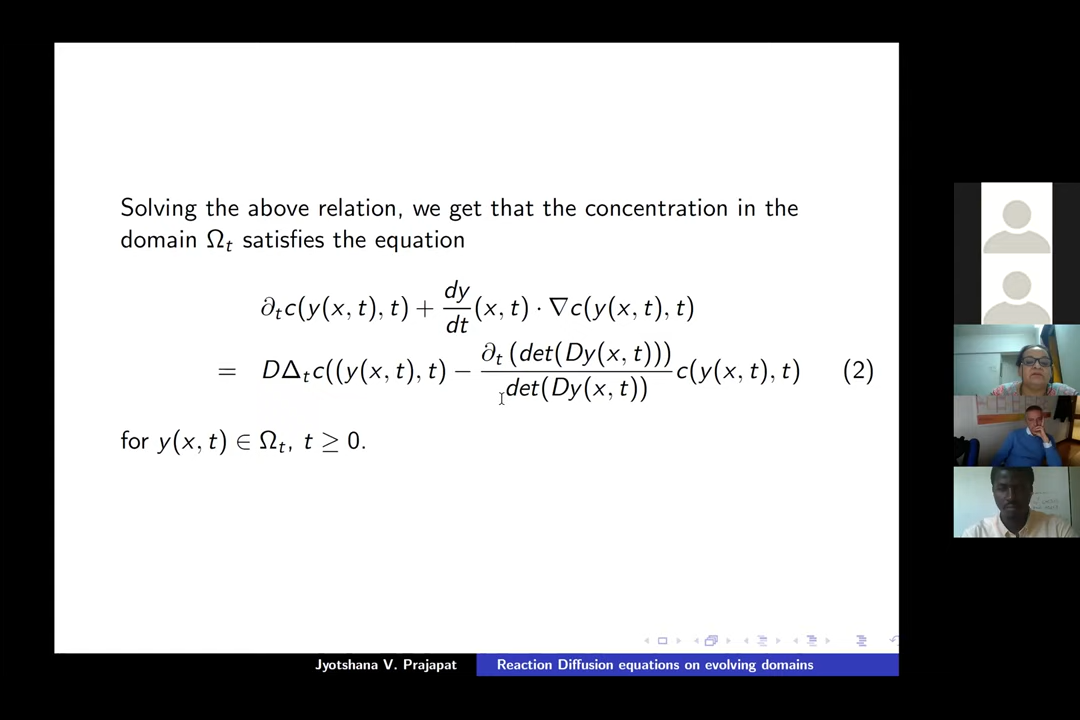 Solving the above relation, we get that the concentration in the
domain Ωₜ satisfies the equation
∂ₜc(y(x, t), t) + dy/dt (x, t) · ∇c(y(x, t), t)
= DΔₜc((y(x, t), t) − ∂ₜ (det(Dy(x, t))) / det(Dy(x, t)) c(y(x, t), t) (2)
for y(x, t) ∈ Ωₜ, t ≥ 0.
Jyotshana V. Prajapat Reaction Diffusion equations on evolving domains